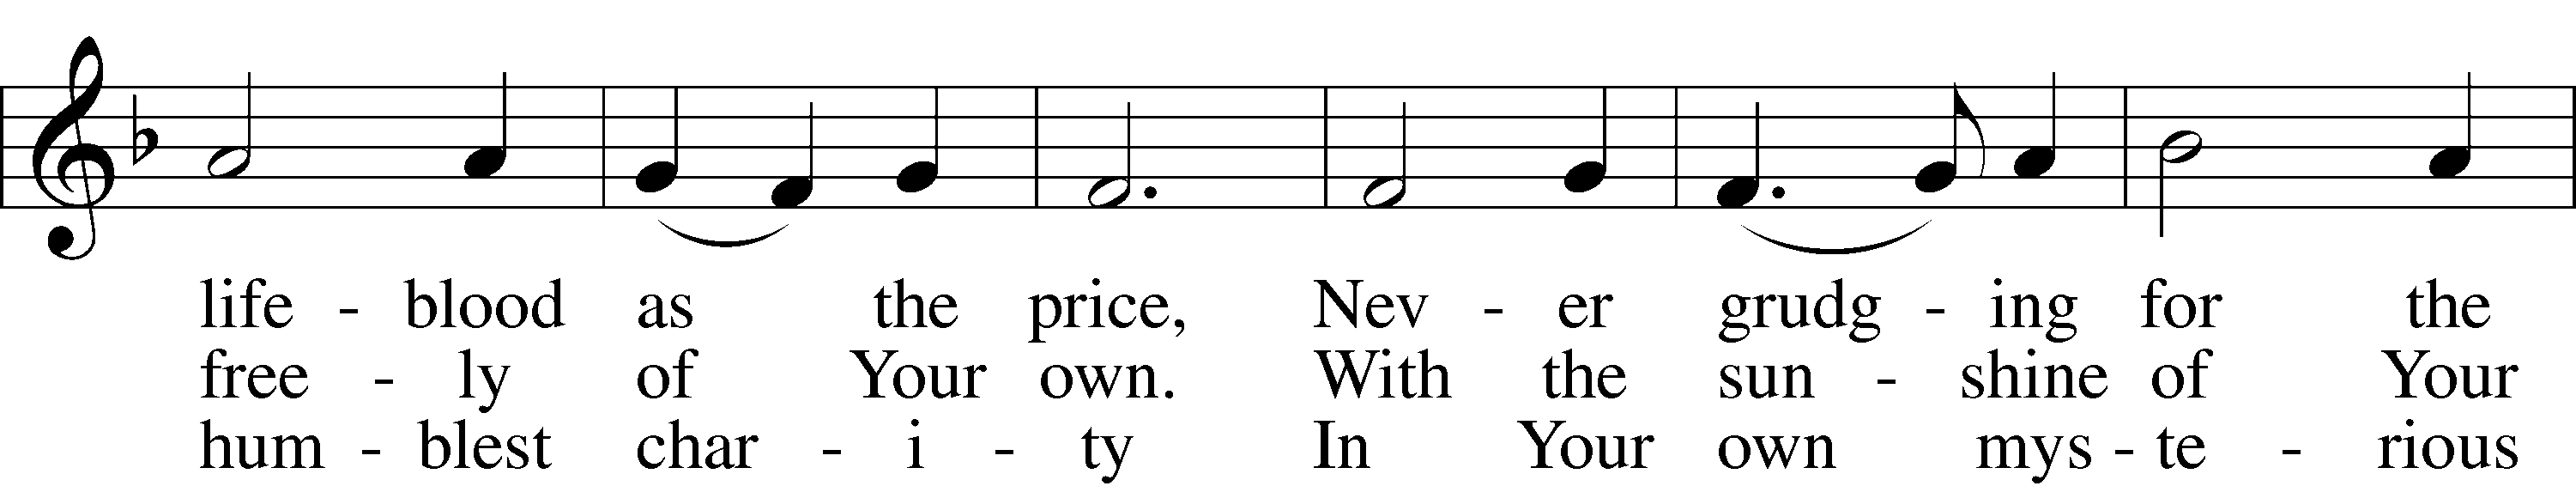 life - blood as the price, Nev - er grudg - ing for the
free - ly of Your own. With the sun - shine of Your
hum - blest char - i - ty In Your own mys - te - rious